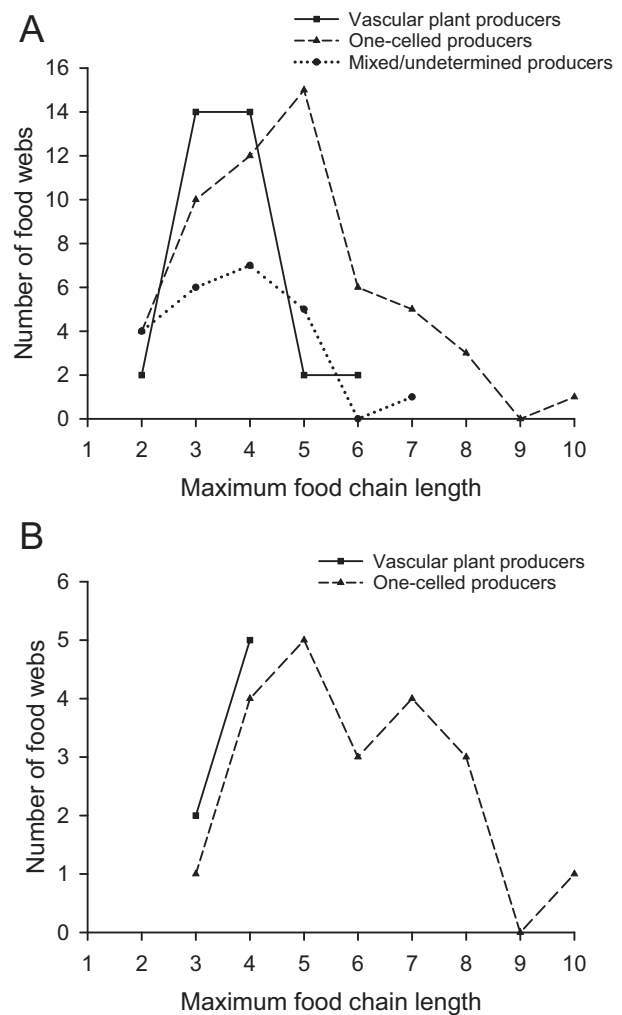 A
Vascular plant producers
One-celled producers
Mixed/undetermined producers
16
14
12
10
8
6
4
2
0
Number of food webs
1 2 3 4 5 6 7 8 9 10
Maximum food chain length
B
Vascular plant producers
One-celled producers
6
5
4
3
2
1
0
Number of food webs
1 2 3 4 5 6 7 8 9 10
Maximum food chain length